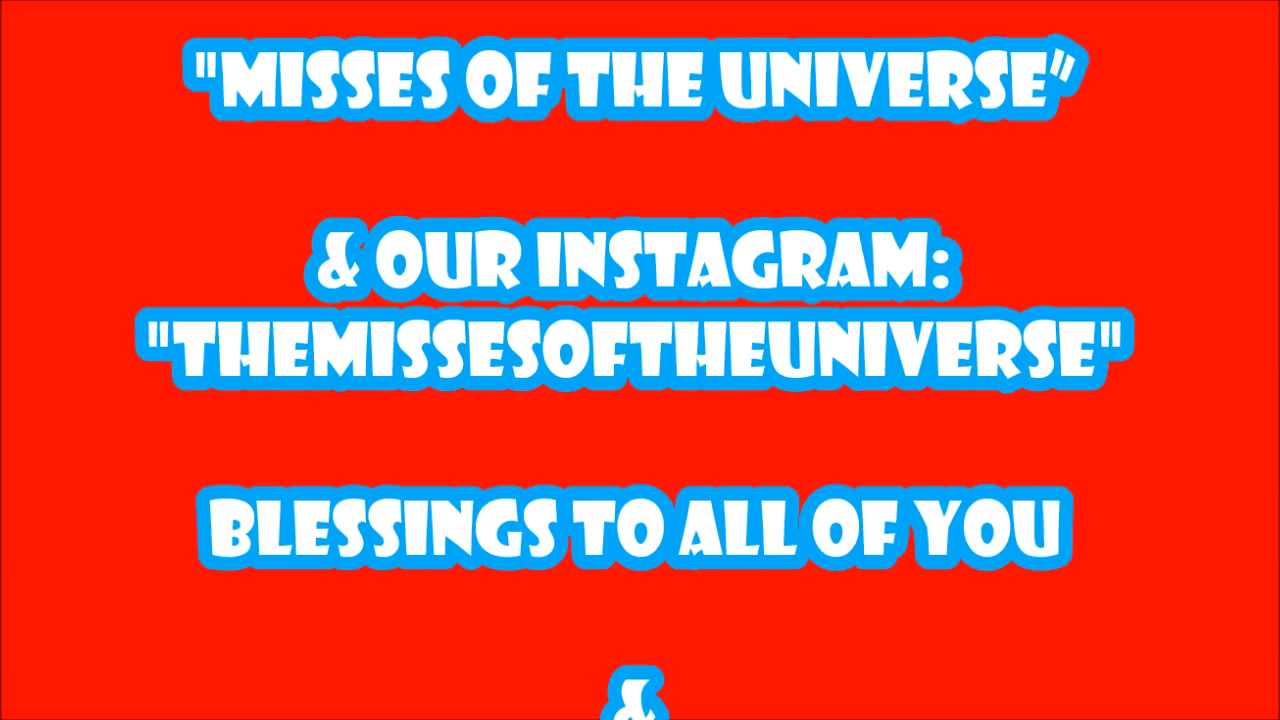 "MISSES OF THE UNIVERSE"
& OUR INSTAGRAM:
"THEMISSESOFTHEUNIVERSE"
BLESSINGS TO ALL OF YOU
&